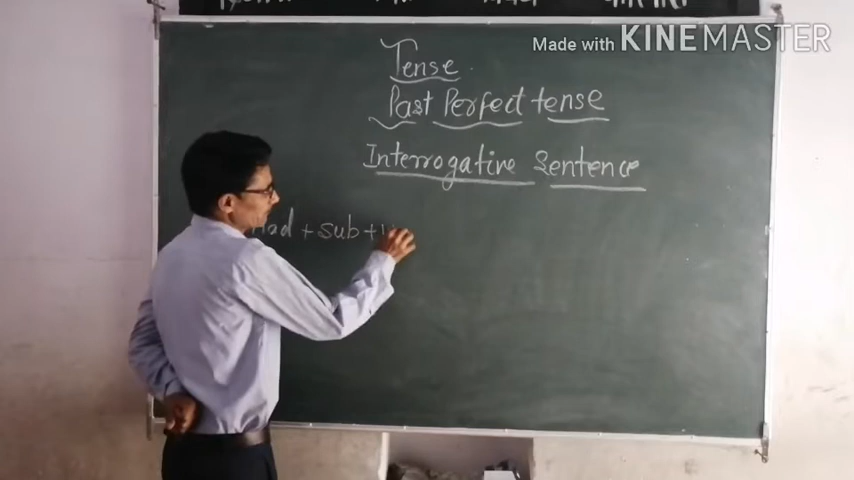 Made with KINEMASTER
Tense
Past Perfect tense
Interrogative Sentence
Had + sub +